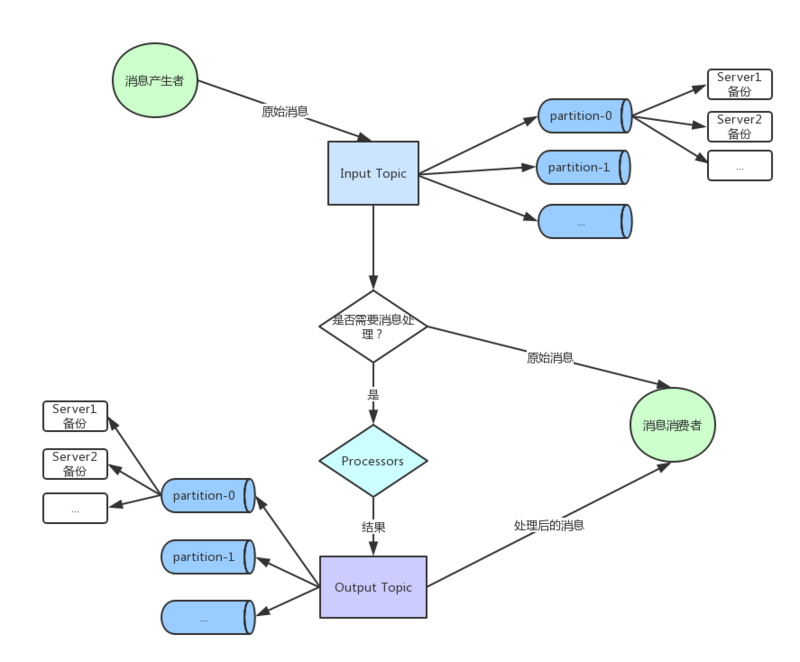 消息产生者
原始消息
Input Topic
partition-0
partition-1
...
Server1
备份
Server2
备份
...
是否需要消息处
理？
原始消息
消息消费者
是
Processors
结果
处理后的消息
Output Topic
Server1
备份
Server2
备份
...
partition-0
partition-1
...